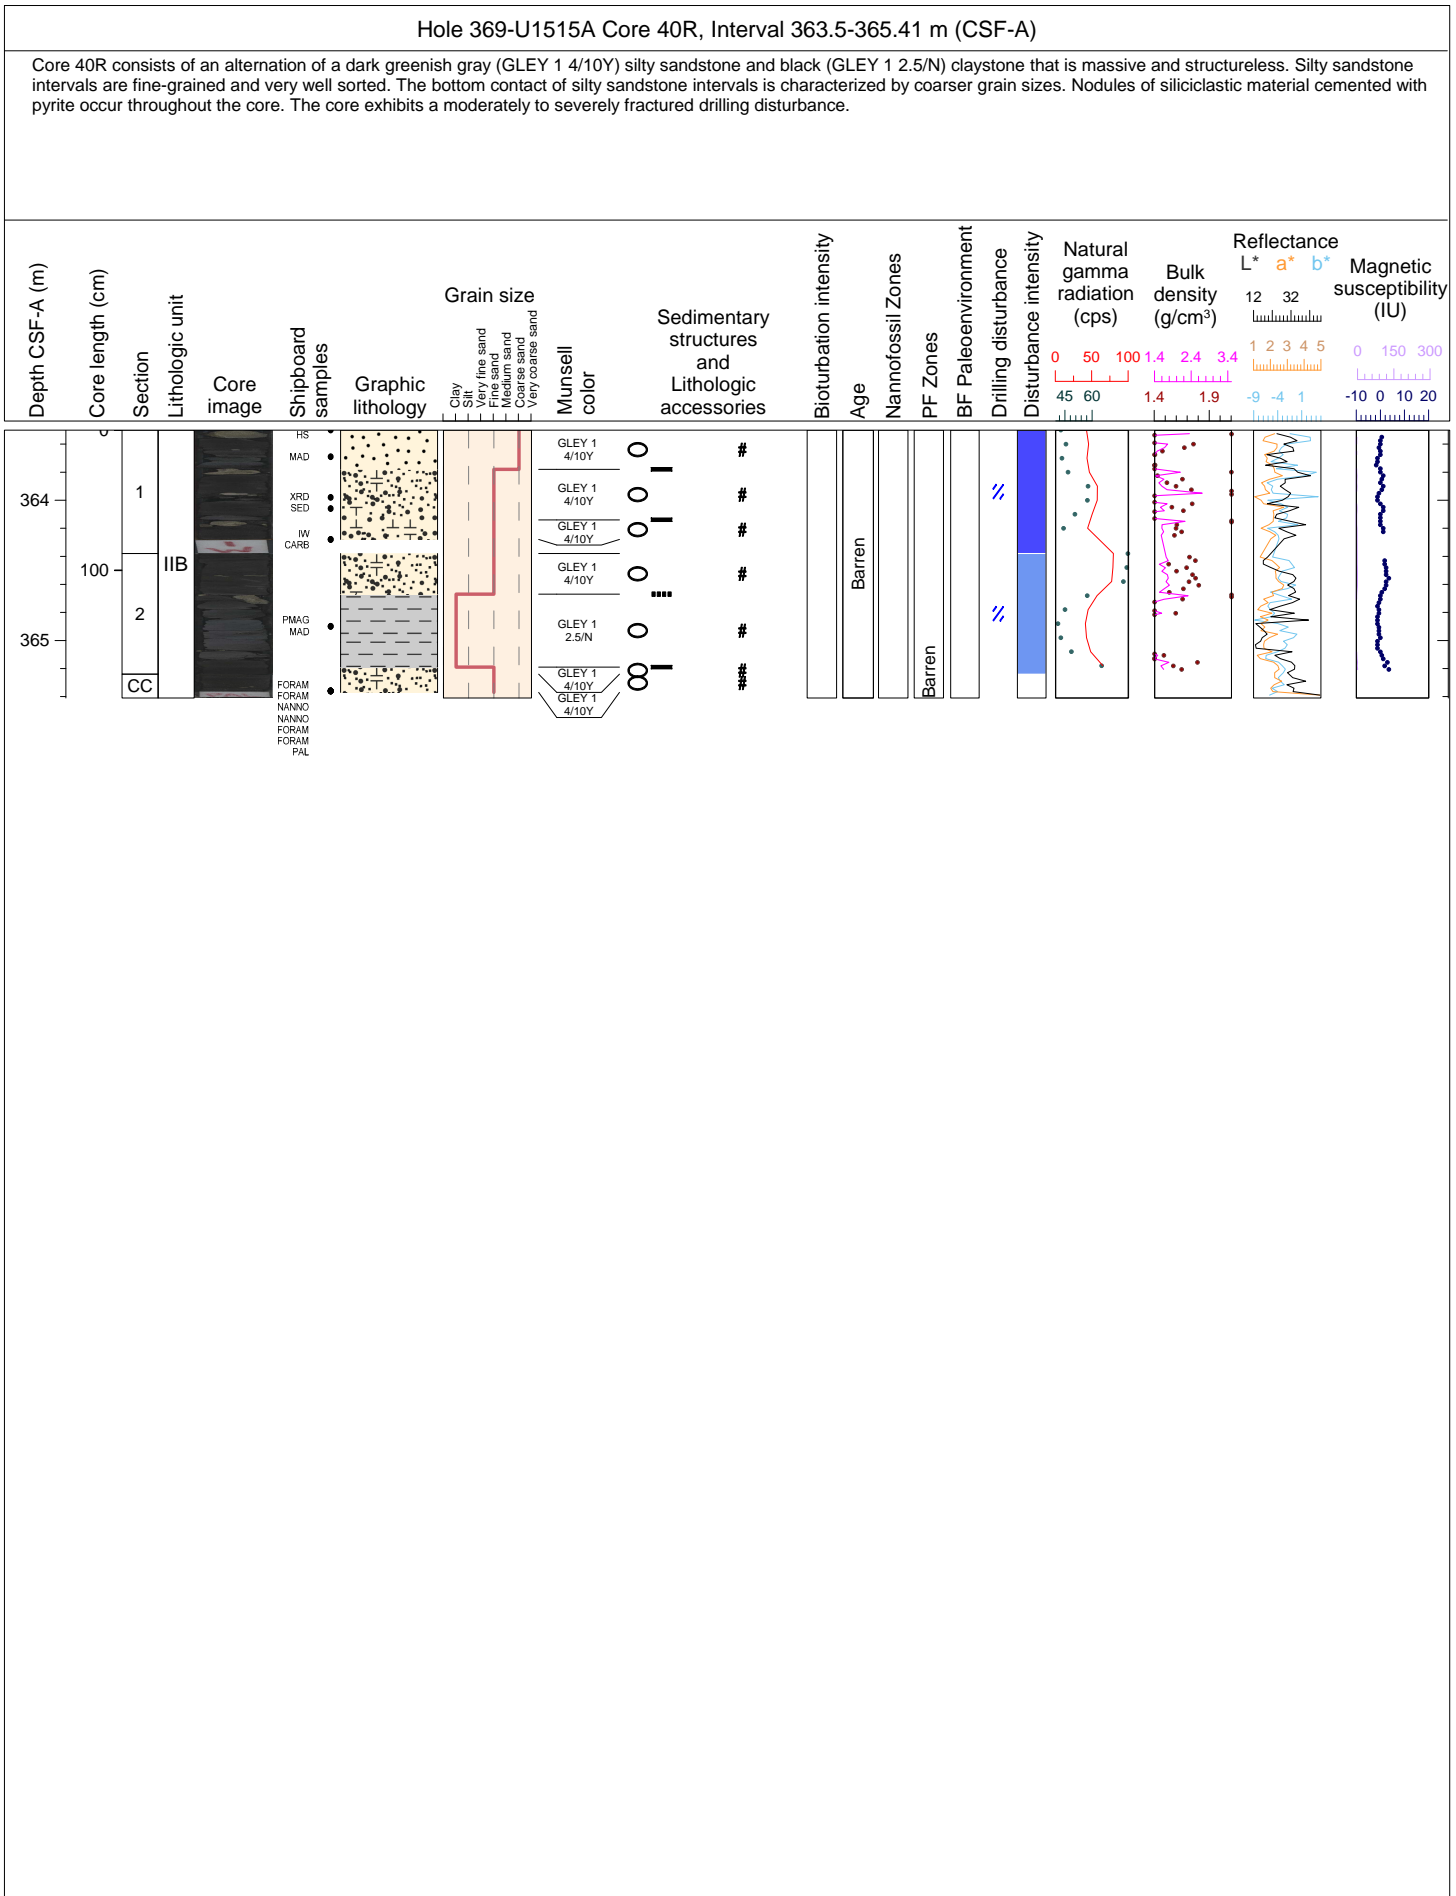 Hole 369-U1515A Core 40R, Interval 363.5-365.41 m (CSF-A)
Core 40R consists of an alternation of a dark greenish gray (GLEY 1 4/10Y) silty sandstone and black (GLEY 1 2.5/N) claystone that is massive and structureless. Silty sandstone
intervals are fine-grained and very well sorted. The bottom contact of silty sandstone intervals is characterized by coarser grain sizes. Nodules of siliciclastic material cemented with
pyrite occur throughout the core. The core exhibits a moderately to severely fractured drilling disturbance.
Depth CSF-A (m)
Core length (cm)
Section
Lithologic unit
Core
image
Shipboard
samples
Graphic
lithology
Grain size
Clay
Silt
Very fine sand
Fine sand
Medium sand
Coarse sand
Very coarse sand
Munsell
color
Sedimentary
structures
and
Lithologic
accessories
Bioturbation intensity
Age
Nannofossil Zones
PF Zones
BF Paleoenvironment
Drilling disturbance
Disturbance intensity
Natural
gamma
radiation
(cps)
0 50 100
45 60
Bulk
density
(g/cm³)
1.4 2.4 3.4
1.4 1.9
Reflectance
L* a* b*
12 32
1 2 3 4 5
-9 -4 1
Magnetic
susceptibility
(IU)
0 150 300
-10 0 10 20
0
364
100
365
1
2
CC
IIB
HS
MAD
XRD
SED
IW
CARB
PMAG
MAD
FORAM
FORAM
NANNO
NANNO
FORAM
FORAM
PAL
GLEY 1
4/10Y
GLEY 1
4/10Y
GLEY 1
4/10Y
GLEY 1
4/10Y
GLEY 1
2.5/N
GLEY 1
4/10Y
GLEY 1
4/10Y
#
#
#
#
#
#
#
Barren
Barren